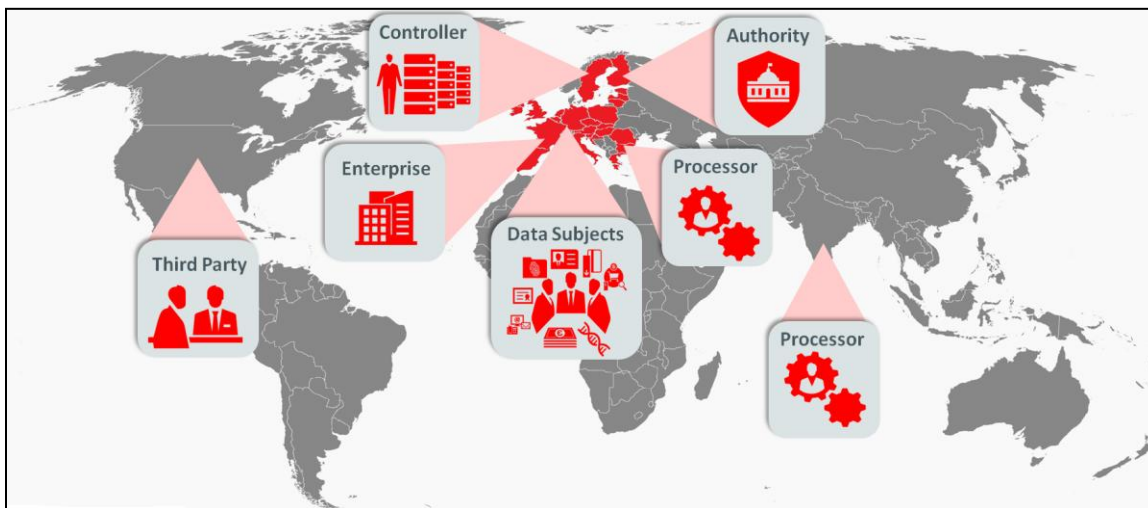 Controller
Authority
Enterprise
Processor
Data Subjects
Third Party
Processor